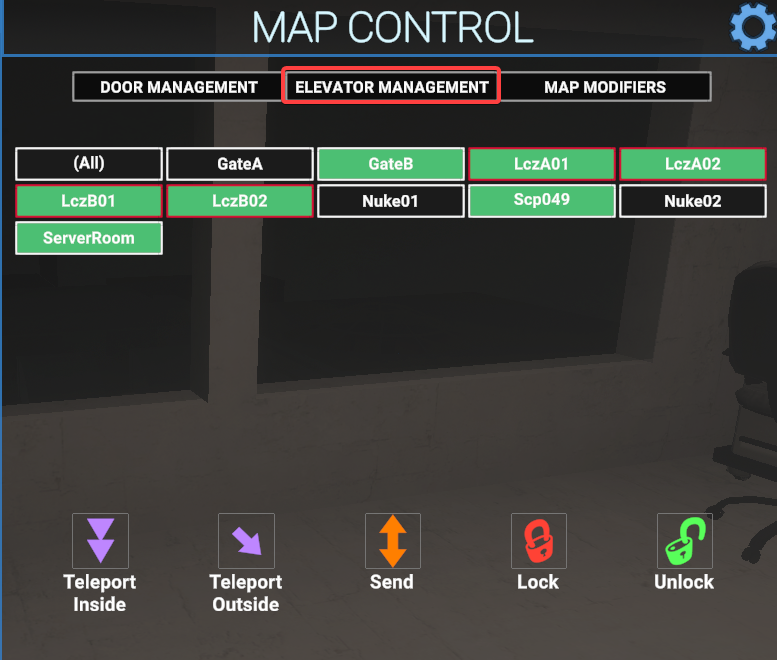 MAP CONTROL
DOOR MANAGEMENT ELEVATOR MANAGEMENT MAP MODIFIERS
(All) GateA GateB LczA01 LczA02
LczB01 LczB02 Nuke01 Scp049 Nuke02
ServerRoom
Teleport Inside Teleport Outside Send Lock Unlock